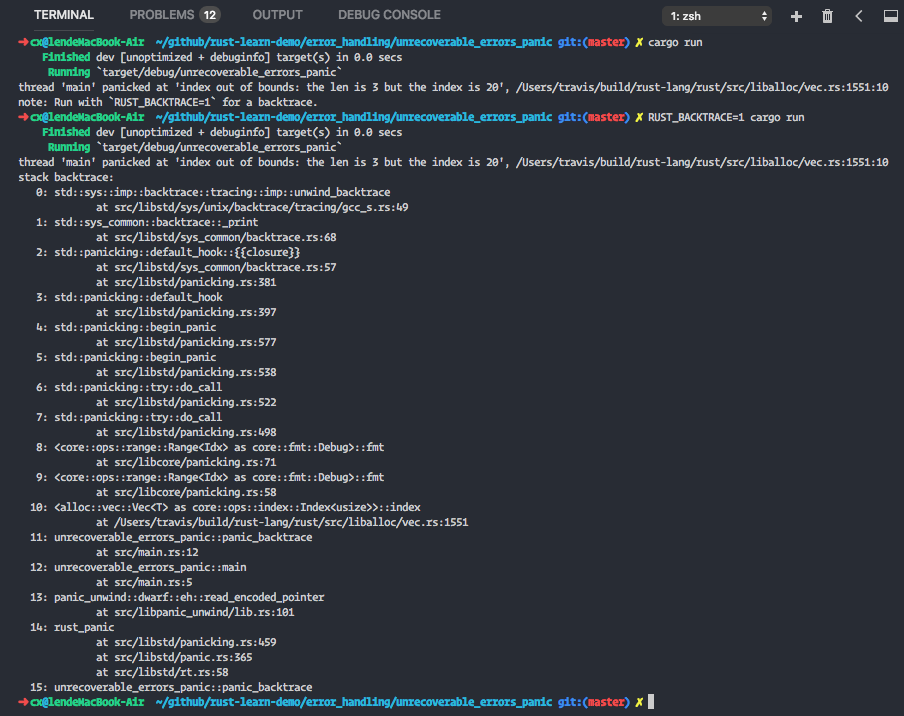 TERMINAL PROBLEMS 12 OUTPUT DEBUG CONSOLE 1: zsh
➜ cx@lendeMacBook-Air ~/github/rust-learn-demo/error_handling/unrecoverable_errors_panic git:(master) ✗ cargo run
    Finished dev [unoptimized + debuginfo] target(s) in 0.0 secs
     Running `target/debug/unrecoverable_errors_panic`
thread 'main' panicked at 'index out of bounds: the len is 3 but the index is 20', /Users/travis/build/rust-lang/rust/src/liballoc/vec.rs:1551:10
note: Run with `RUST_BACKTRACE=1` for a backtrace.
➜ cx@lendeMacBook-Air ~/github/rust-learn-demo/error_handling/unrecoverable_errors_panic git:(master) ✗ RUST_BACKTRACE=1 cargo run
    Finished dev [unoptimized + debuginfo] target(s) in 0.0 secs
     Running `target/debug/unrecoverable_errors_panic`
thread 'main' panicked at 'index out of bounds: the len is 3 but the index is 20', /Users/travis/build/rust-lang/rust/src/liballoc/vec.rs:1551:10
stack backtrace:
   0: std::sys::imp::backtrace::tracing::imp::unwind_backtrace
             at src/libstd/sys/unix/backtrace/tracing/gcc_s.rs:49
   1: std::sys_common::backtrace::_print
             at src/libstd/sys_common/backtrace.rs:68
   2: std::panicking::default_hook::{{closure}}
             at src/libstd/sys_common/backtrace.rs:57
             at src/libstd/panicking.rs:381
   3: std::panicking::default_hook
             at src/libstd/panicking.rs:397
   4: std::panicking::begin_panic
             at src/libstd/panicking.rs:577
   5: std::panicking::begin_panic
             at src/libstd/panicking.rs:538
   6: std::panicking::try::do_call
             at src/libstd/panicking.rs:522
   7: std::panicking::try::do_call
             at src/libstd/panicking.rs:498
   8: <core::ops::range::Range<Idx> as core::fmt::Debug>::fmt
             at src/libcore/panicking.rs:71
   9: <core::ops::range::Range<Idx> as core::fmt::Debug>::fmt
             at src/libcore/panicking.rs:58
  10: <alloc::vec::Vec<T> as core::ops::index::Index<usize>>::index
             at /Users/travis/build/rust-lang/rust/src/liballoc/vec.rs:1551
  11: unrecoverable_errors_panic::panic_backtrace
             at src/main.rs:12
  12: unrecoverable_errors_panic::main
             at src/main.rs:5
  13: panic_unwind::dwarf::eh::read_encoded_pointer
             at src/libpanic_unwind/lib.rs:101
  14: rust_panic
             at src/libstd/panicking.rs:459
             at src/libstd/panic.rs:365
             at src/libstd/rt.rs:58
  15: unrecoverable_errors_panic::panic_backtrace
➜ cx@lendeMacBook-Air ~/github/rust-learn-demo/error_handling/unrecoverable_errors_panic git:(master) ✗